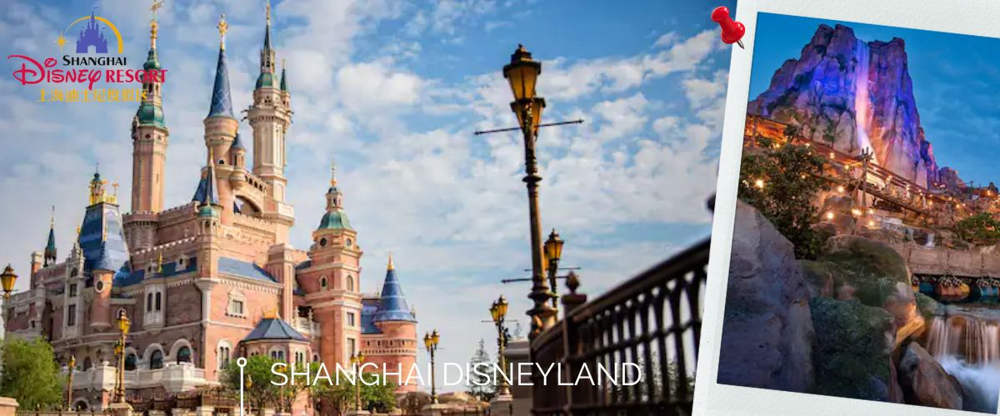 SHANGHAI
DISNEY RESORT
上海迪士尼度假区
SHANGHAI DISNEYLAND